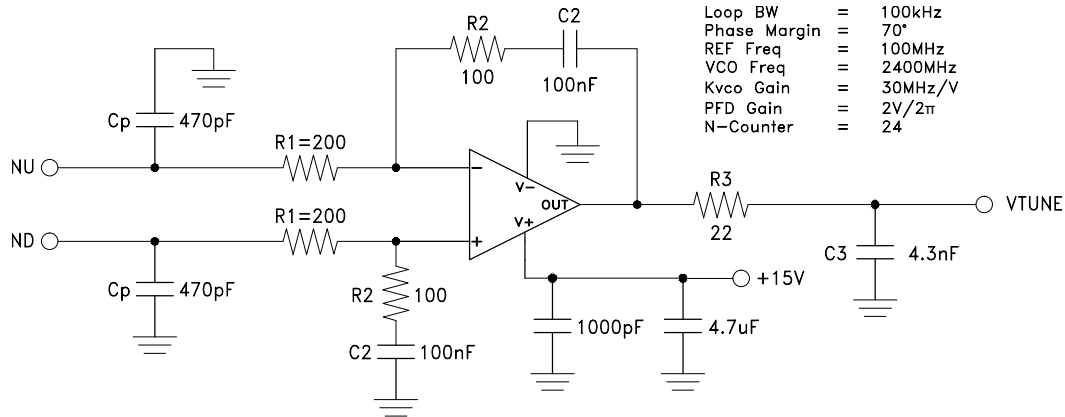 R2
100
C2
100nF
Loop BW = 100kHz
Phase Margin = 70°
REF Freq = 100MHz
VCO Freq = 2400MHz
Kvco Gain = 30MHz/V
PFD Gain = 2V/2π
N-Counter = 24
Cp 470pF
NU
R1=200
−
V−
OUT
V+
+
R3
22
VTUNE
ND
R1=200
Cp 470pF
R2 100
C2 100nF
+15V
1000pF
4.7uF
C3 4.3nF